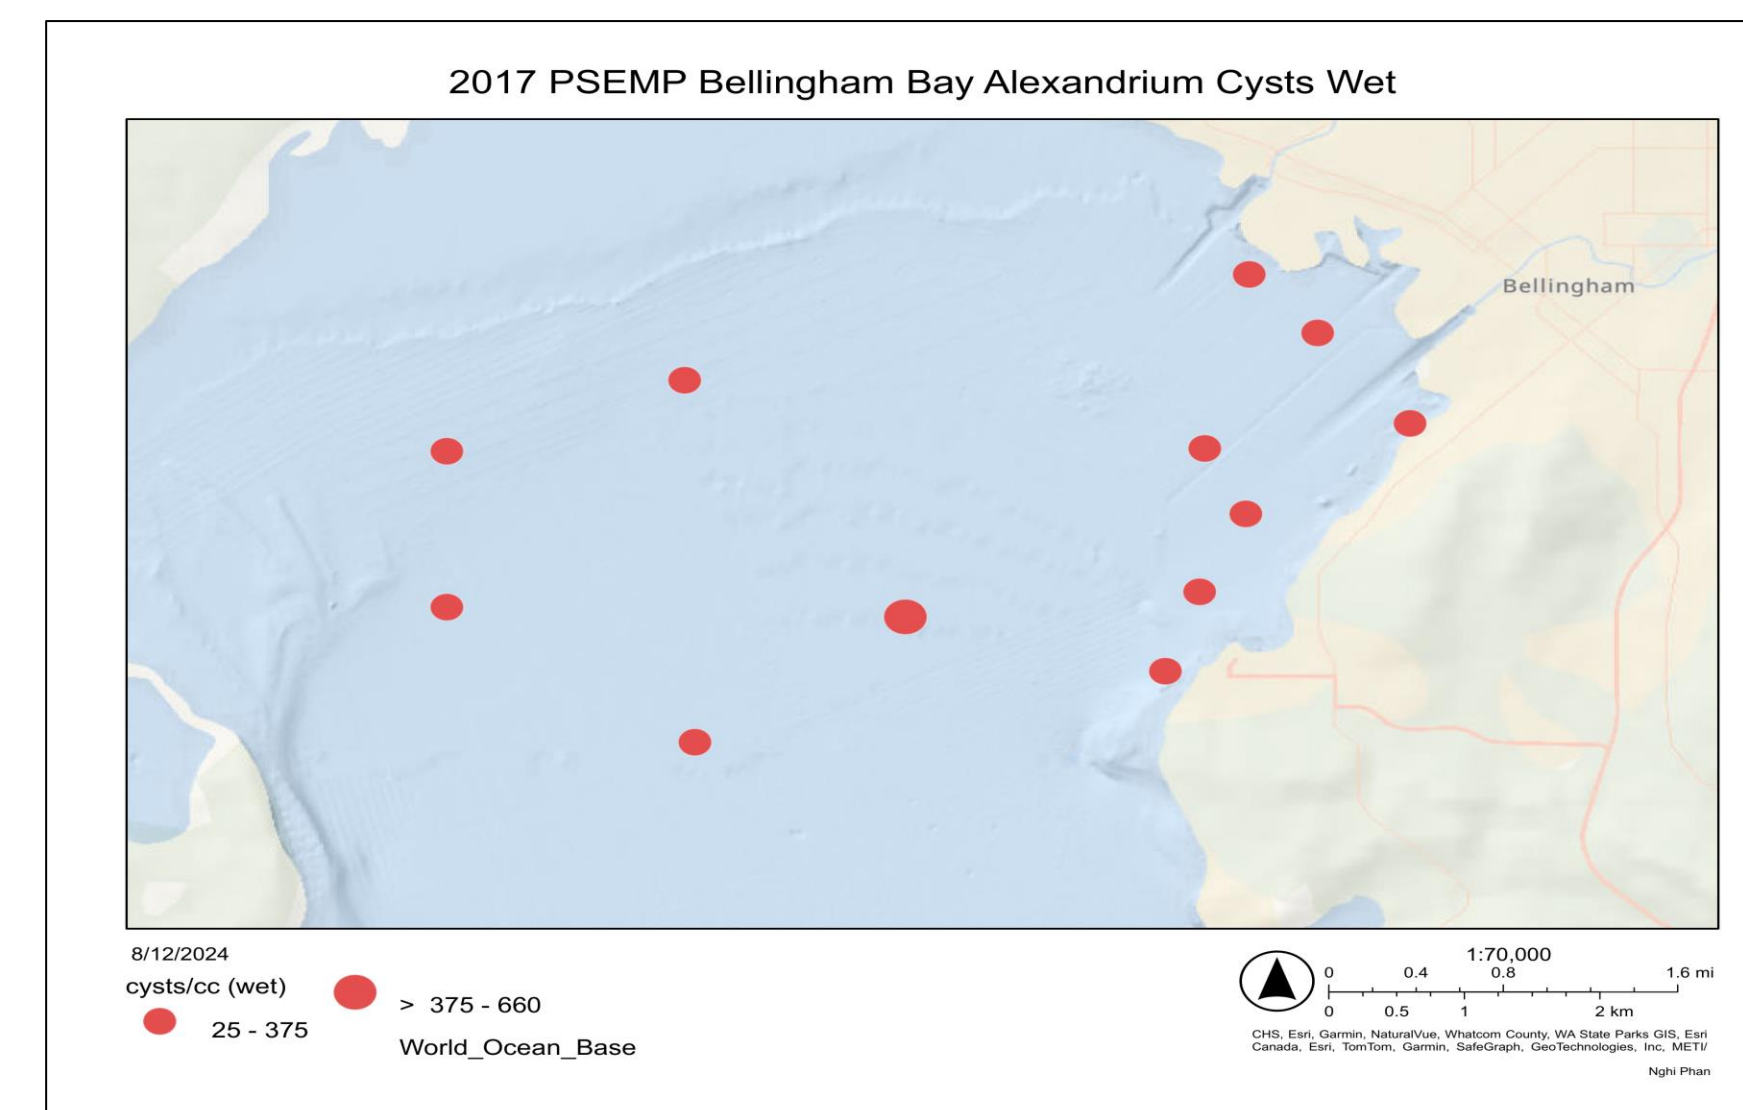 2017 PSEMP Bellingham Bay Alexandrium Cysts Wet
Bellingham
8/12/2024
cysts/cc (wet)
25 - 375
> 375 - 660
World_Ocean_Base
1:70,000
0 0.4 0.8 1.6 mi
0 0.5 1 2 km
CHS, Esri, Garmin, NaturalVue, Whatcom County, WA State Parks GIS, Esri
Canada, Esri, TomTom, Garmin, SafeGraph, GeoTechnologies, Inc, METI/
Nghi Phan